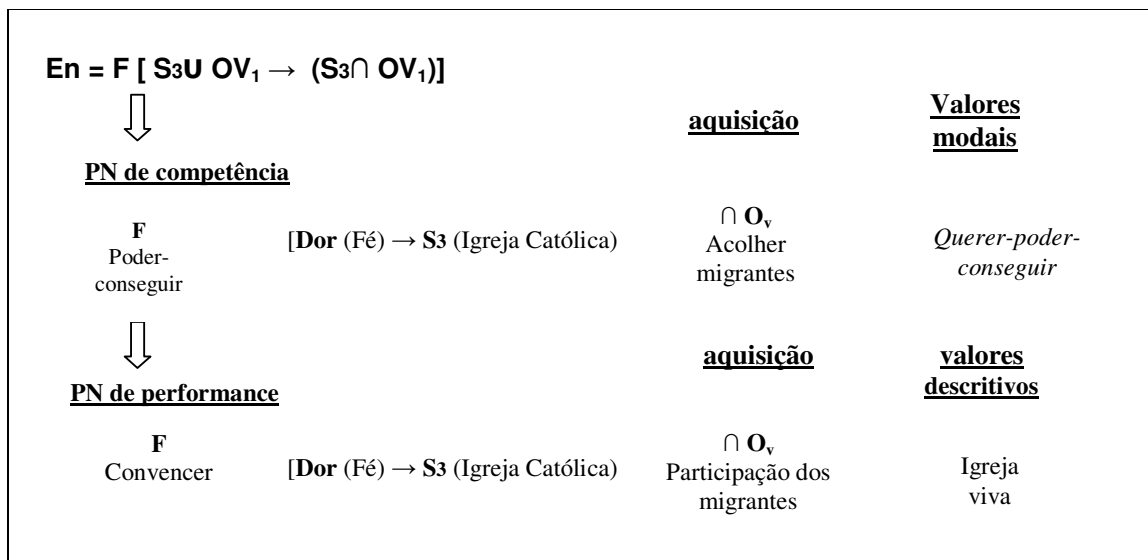 En = F [ S3U OV1 → (S3∩ OV1)]
aquisição
Valores
modais
PN de competência
F
Poder-
conseguir
[Dor (Fé) → S3 (Igreja Católica)
∩ Ov
Acolher
migrantes
Querer-poder-
conseguir
PN de performance
aquisição
valores
descritivos
F
Convencer
[Dor (Fé) → S3 (Igreja Católica)
∩ Ov
Participação dos
migrantes
Igreja
viva